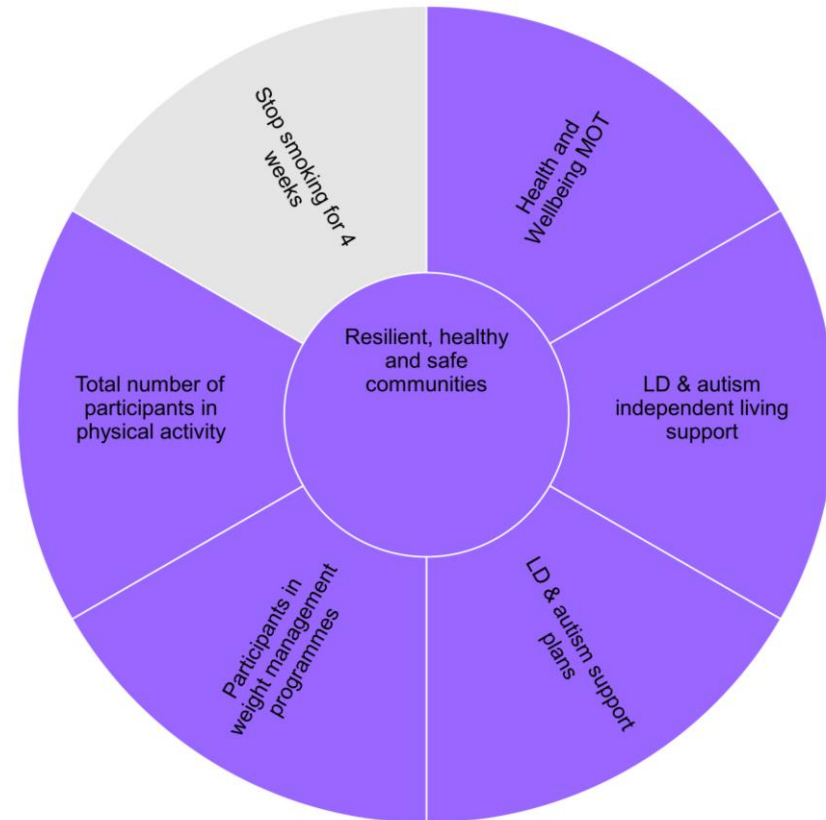 Stop smoking for 4
weeks
Health and
Wellbeing MOT
Resilient, healthy
and safe
communities
Total number of
participants in
physical activity
LD & autism
independent living
support
Participants in
weight management
programmes
LD & autism support
plans